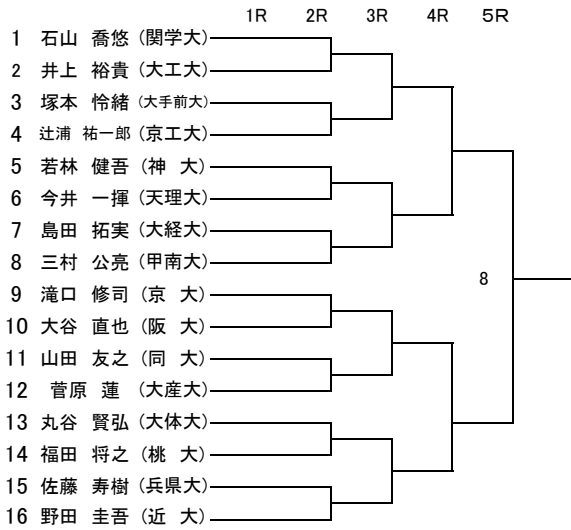 1R 2R 3R 4R 5R
1 石山 喬悠 (関学大)
2 井上 裕貴 (大工大)
3 塚本 怜緒 (大手前大)
4 辻浦 祐一郎 (京工大)
5 若林 健吾 (神 大)
6 今井 一揮 (天理大)
7 島田 拓実 (大経大)
8 三村 公亮 (甲南大)
8
9 滝口 修司 (京 大)
10 大谷 直也 (阪 大)
11 山田 友之 (同 大)
12 菅原 蓮 (大産大)
13 丸谷 賢弘 (大体大)
14 福田 将之 (桃 大)
15 佐藤 寿樹 (兵県大)
16 野田 圭吾 (近 大)